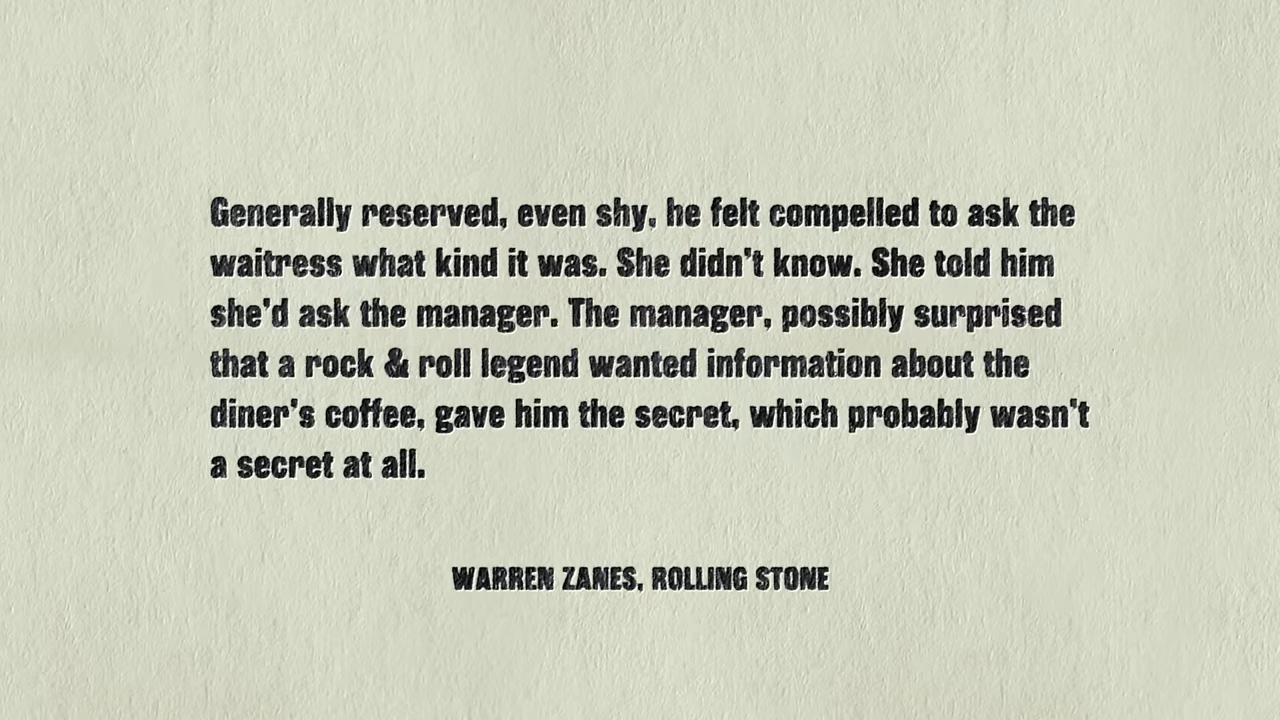 Generally reserved, even shy, he felt compelled to ask the
waitress what kind it was. She didn't know. She told him
she'd ask the manager. The manager, possibly surprised
that a rock & roll legend wanted information about the
diner's coffee, gave him the secret, which probably wasn't
a secret at all.
WARREN ZANES, ROLLING STONE